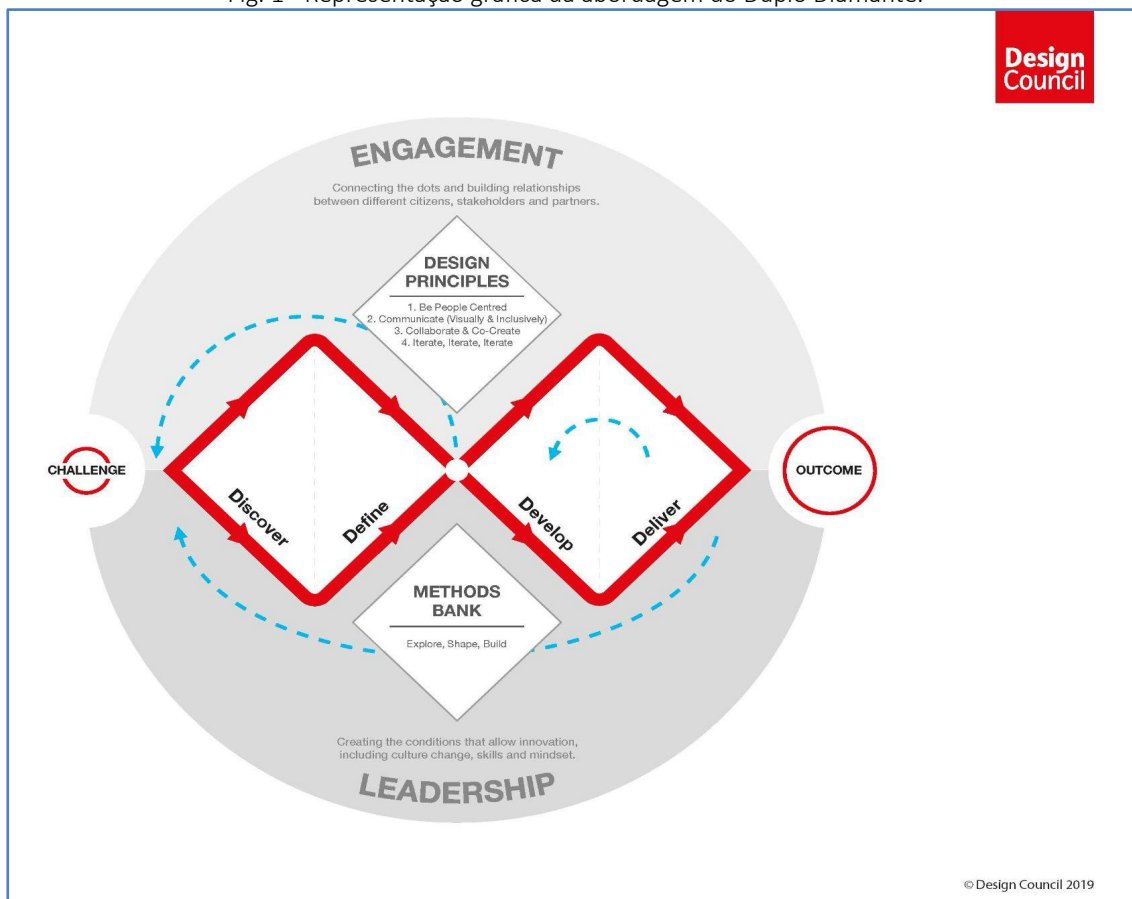 Fig. 1 - Representação gráfica da abordagem do Duplo Diamante.
Design
Council
ENGAGEMENT
Connecting the dots and building relationships
between different citizens, stakeholders and partners.
DESIGN
PRINCIPLES
1. Be People Centred
2. Communicate (Visually & Inclusively)
3. Collaborate & Co-Create
4. Iterate, Iterate, Iterate
CHALLENGE
Discover
Define
Develop
Deliver
OUTCOME
METHODS
BANK
Explore, Shape, Build
Creating the conditions that allow innovation,
including culture change, skills and mindset.
LEADERSHIP
© Design Council 2019